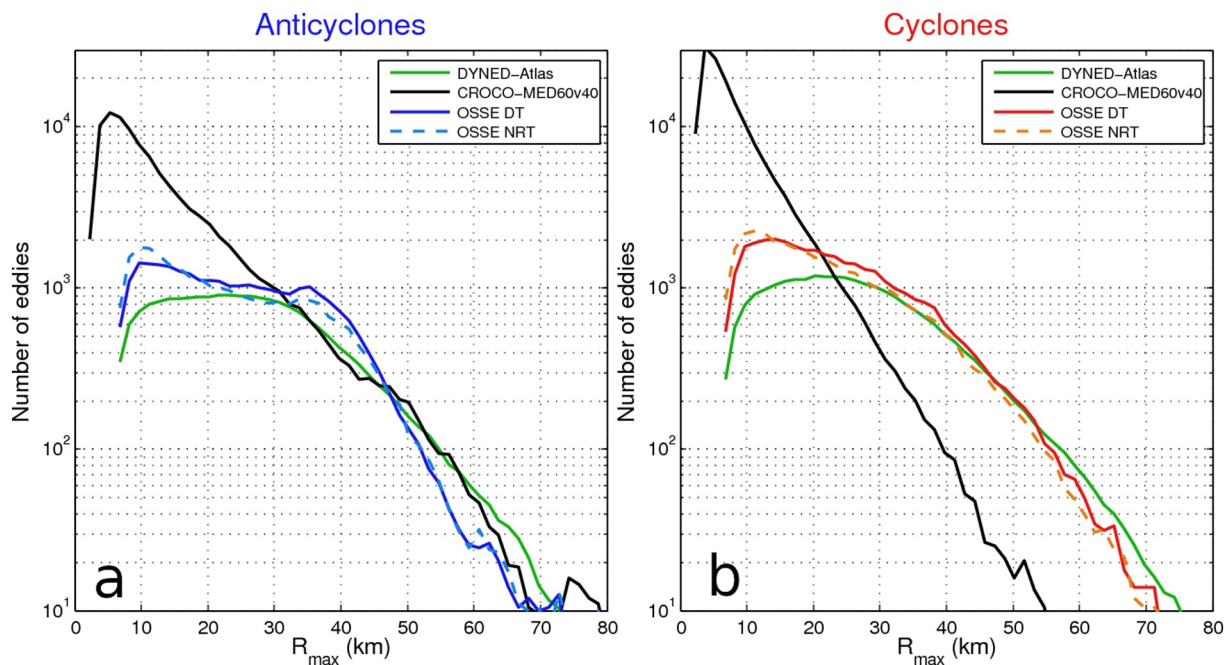 Anticyclones
Cyclones
DYNED-Atlas
CROCO-MED60v40
OSSE DT
OSSE NRT
DYNED-Atlas
CROCO-MED60v40
OSSE DT
OSSE NRT
Number of eddies
10^4
10^3
10^2
10^1
a
0 10 20 30 40 50 60 70 80
R_max (km)
Number of eddies
10^4
10^3
10^2
10^1
b
0 10 20 30 40 50 60 70 80
R_max (km)